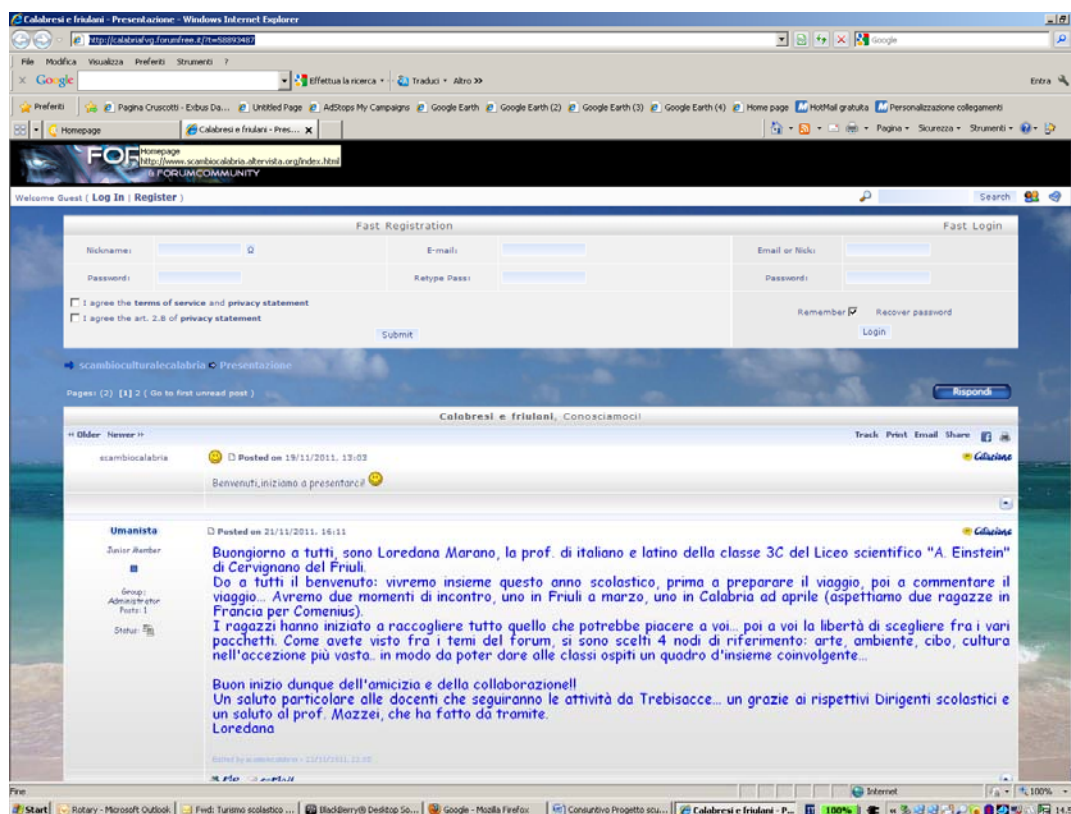 Calabresi e friulani - Presentazione - Windows Internet Explorer
http://calabriafvg.forumfree.it/?t=58893487
Google
File Modifica Visualizza Preferiti Strumenti ?
Google Effettua la ricerca Traduci Altro >> Entra
Preferiti Pagina Cruscotti - Exbus Da... Untitled Page AdStops My Campaigns Google Earth Google Earth (2) Google Earth (3) Google Earth (4) Home page HotMail gratuita Personalizzazione collegamenti
Homepage Calabresi e friulani - Pres... X Pagina Sicurezza Strumenti
Homepage
http://www.scambiocalabria.altervista.org/index.html
FOR
& FORUMCOMMUNITY
Welcome Guest ( Log In | Register ) Search
Fast Registration Fast Login
Nickname: E-mail: Email or Nick:
Password: Retype Pass: Password:
I agree the terms of service and privacy statement
I agree the art. 2.B of privacy statement
Remember Recover password
Submit Login
scambioculturalecalabria Presentazione
Pages: (2) [1] 2 ( Go to first unread post ) Rispondi
Calabresi e friulani, Conosciamoci!
‹‹ Older Newer ›› Track Print Email Share
scambiocalabria Posted on 19/11/2011, 13:03 Citazione
Benvenuti,iniziamo a presentarci!
Umanista Posted on 21/11/2011, 16:11 Citazione
Junior Member
Group:
Administrator
Posts: 1
Status:
Buongiorno a tutti, sono Loredana Marano, la prof. di italiano e latino della classe 3C del Liceo scientifico "A. Einstein"
di Cervignano del Friuli.
Do a tutti il benvenuto: vivremo insieme questo anno scolastico, prima a preparare il viaggio, poi a commentare il
viaggio... Avremo due momenti di incontro, uno in Friuli a marzo, uno in Calabria ad aprile (aspettiamo due ragazze in
Francia per Comenius).
I ragazzi hanno iniziato a raccogliere tutto quello che potrebbe piacere a voi... poi a voi la libertà di scegliere fra i vari
pacchetti. Come avete visto fra i temi del forum, si sono scelti 4 nodi di riferimento: arte, ambiente, cibo, cultura
nell'accezione più vasta.. in modo da poter dare alle classi ospiti un quadro d'insieme coinvolgente...
Buon inizio dunque dell'amicizia e della collaborazione!!
Un saluto particolare alle docenti che seguiranno le attività da Trebisacce... un grazie ai rispettivi Dirigenti scolastici e
un saluto al prof. Mazzei, che ha fatto da tramite.
Loredana
Edited by scambiocalabria
Fine Internet 100%
Start Rotary - Microsoft Outlook Fwd: Turismo scolastico ... BlackBerry® Desktop So... Google - Mozilla Firefox Consuntivo Progetto scu... Calabresi e friulani - P... IT 100% 14.5